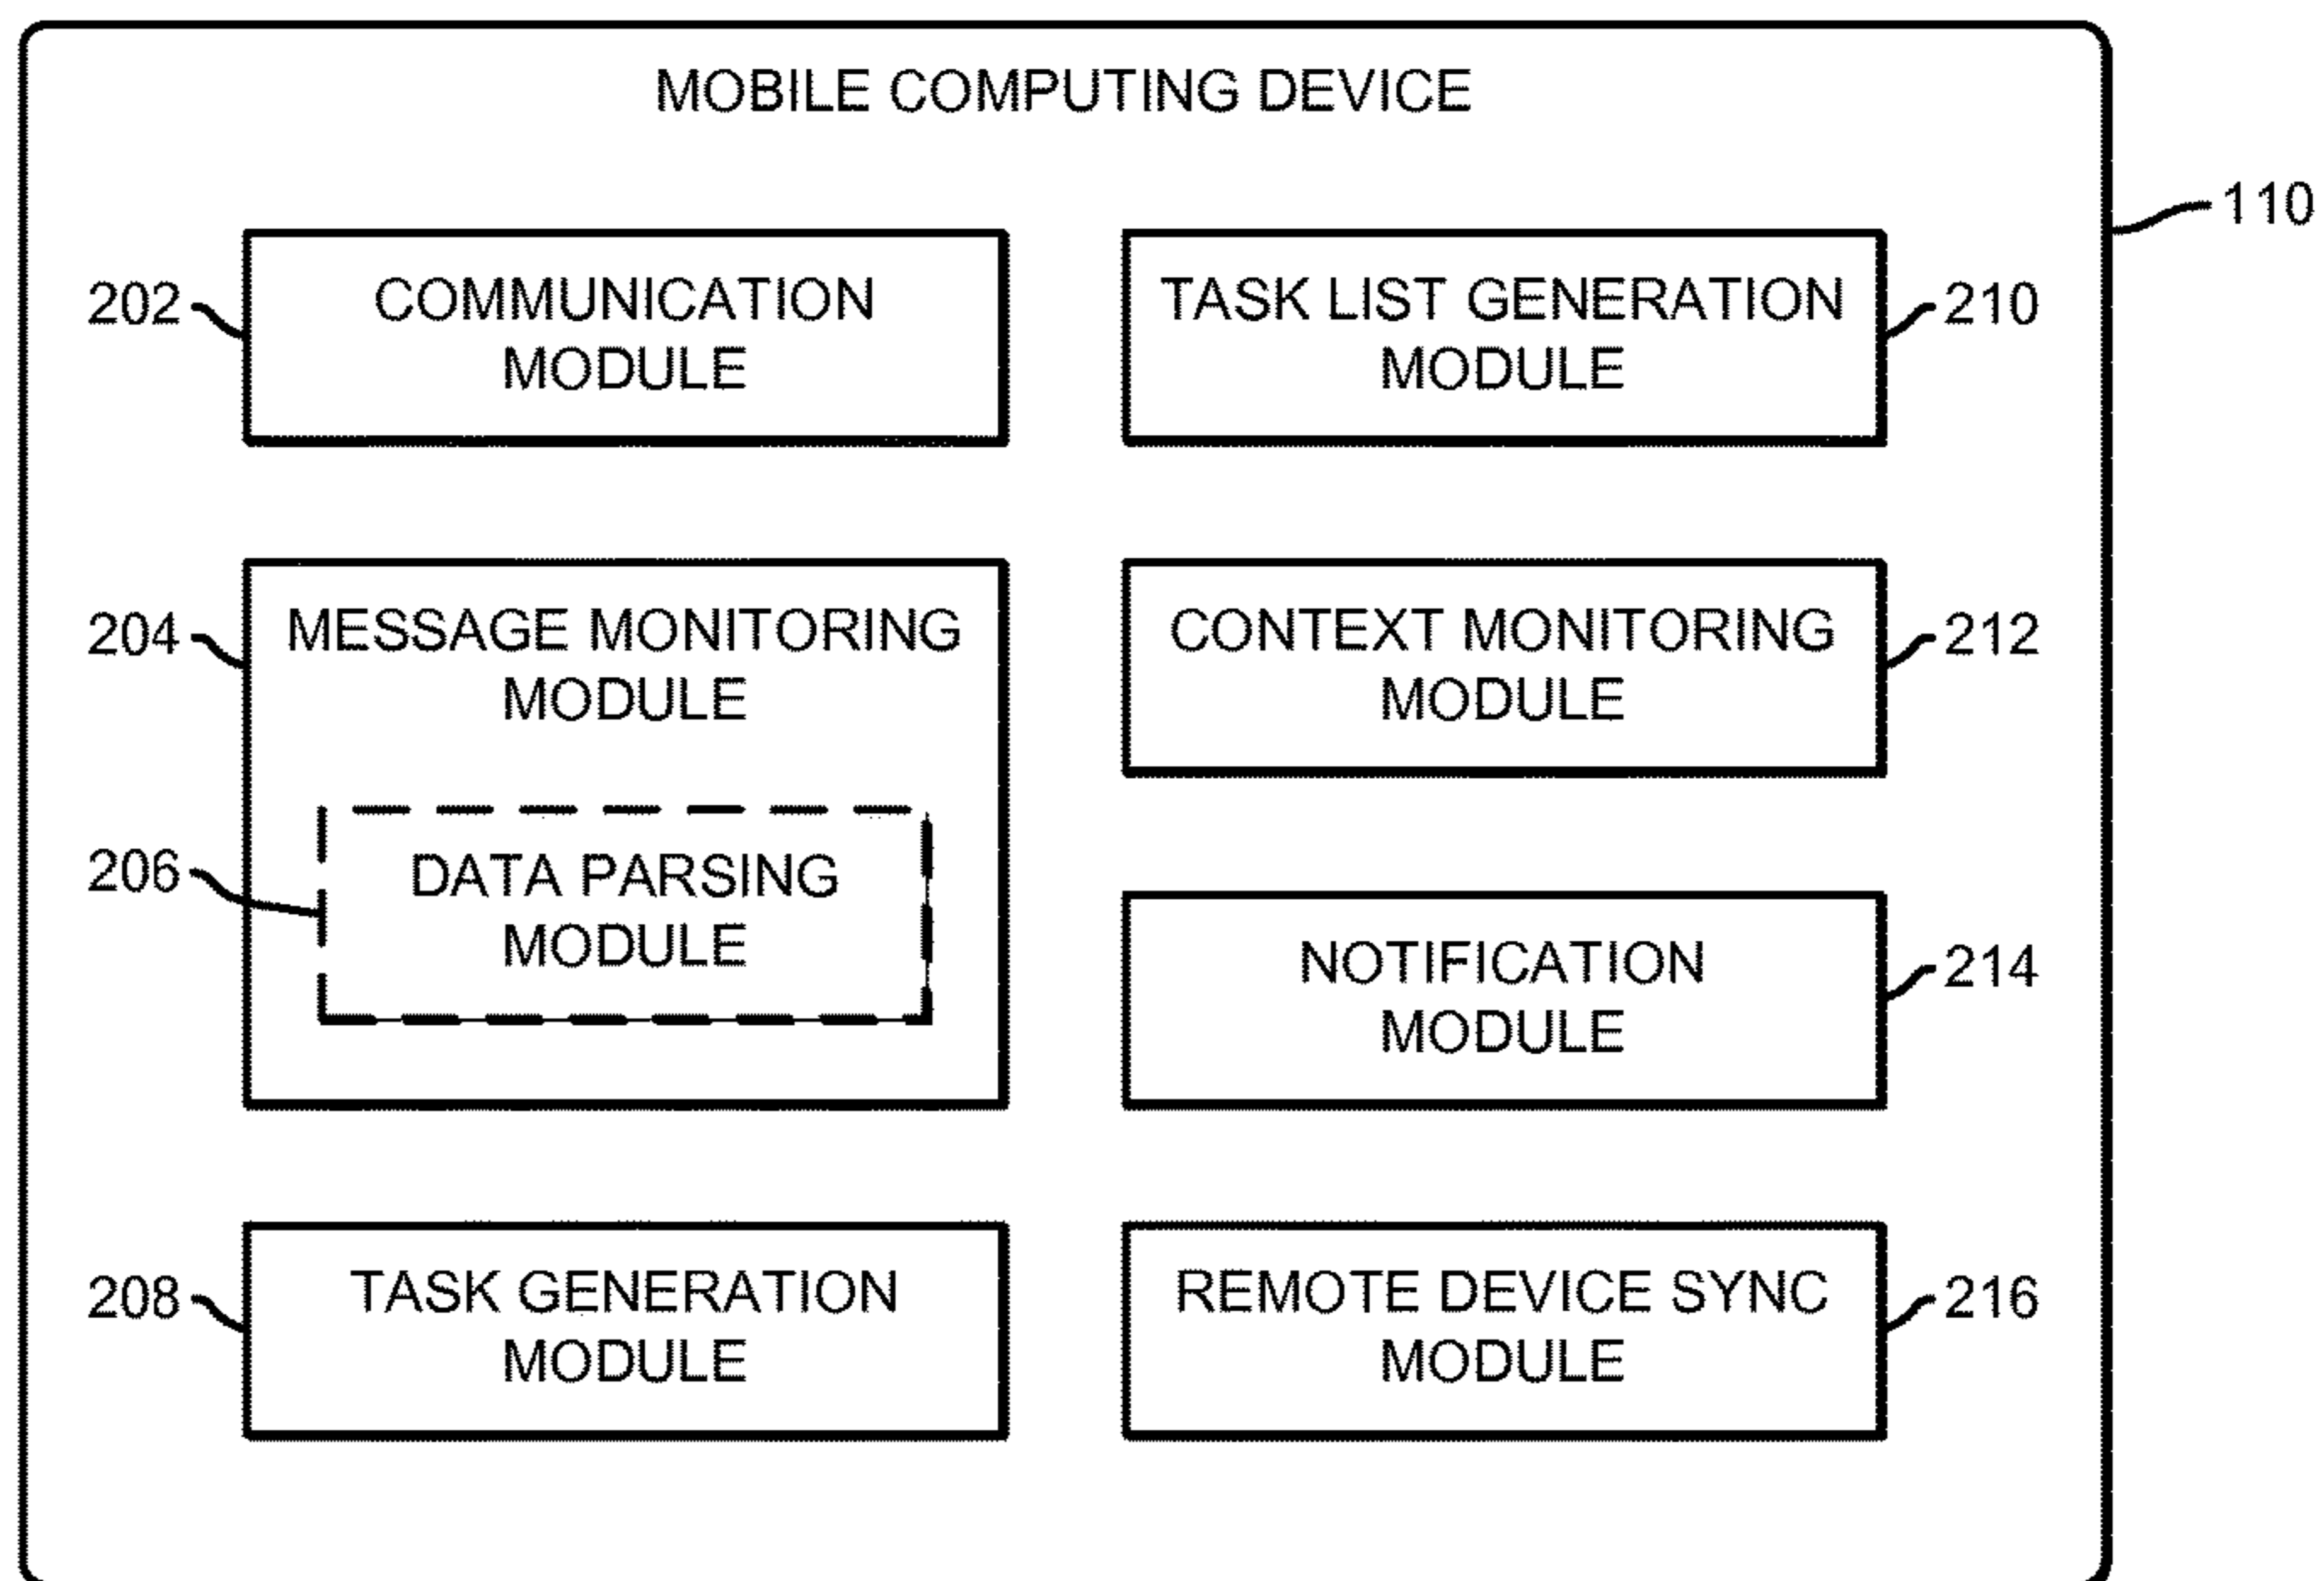 MOBILE COMPUTING DEVICE
110
202
COMMUNICATION
MODULE
TASK LIST GENERATION
MODULE
210
204
MESSAGE MONITORING
MODULE
CONTEXT MONITORING
MODULE
212
206
DATA PARSING
MODULE
NOTIFICATION
MODULE
214
208
TASK GENERATION
MODULE
REMOTE DEVICE SYNC
MODULE
216